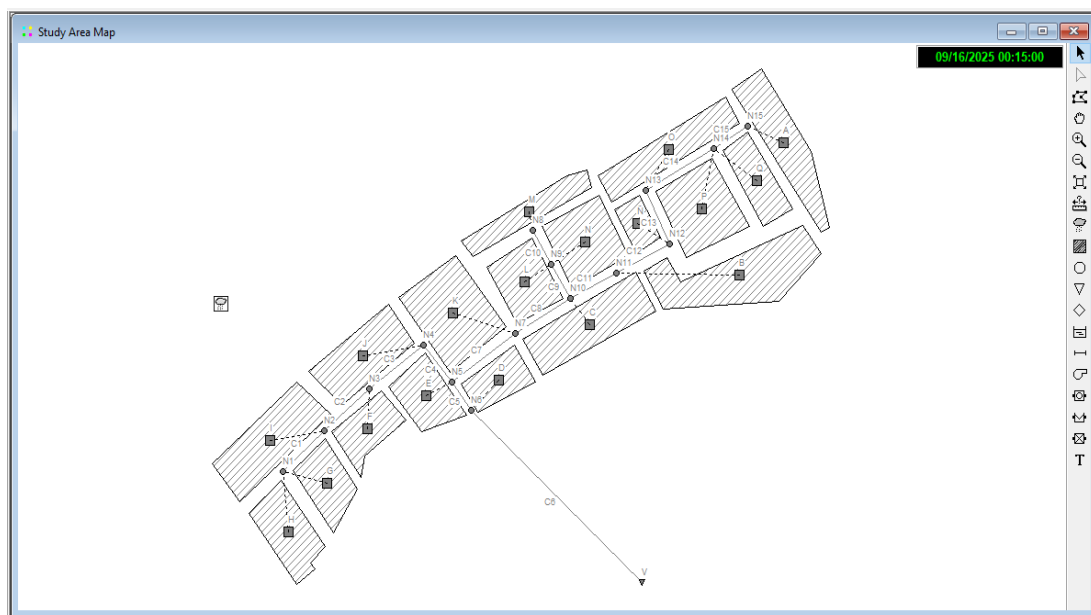 Study Area Map
09/16/2025 00:15:00
N15
C15
A
N14
O
C14
Q
N13
P
M
N
C13
N8
N
N12
C10
N9
C12
B
L
N11
C11
C9
N10
C8
C
K
N7
N4
J
C3
C7
C4
N5
D
N3
E
C2
C5
N6
F
N2
I
C1
N1
G
C6
H
V
T